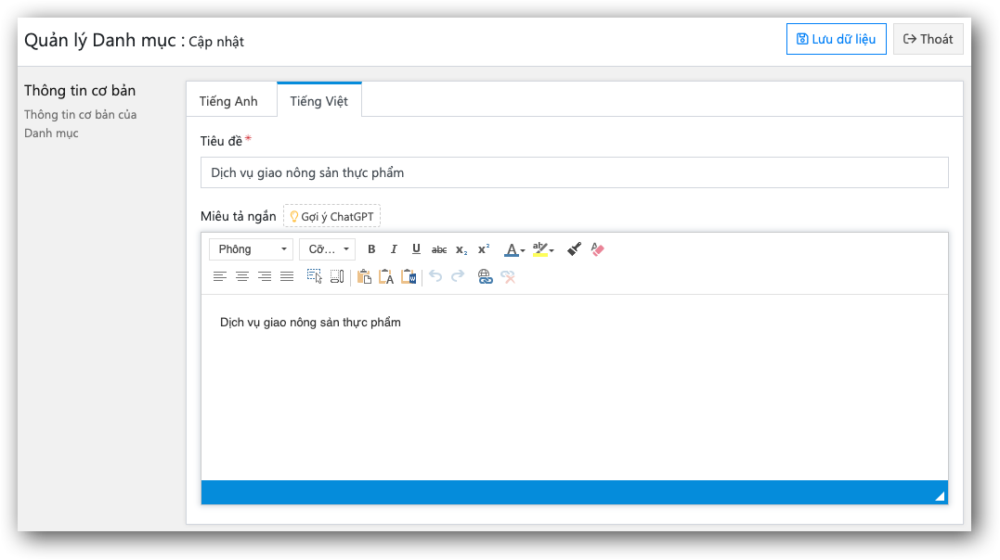 Quản lý Danh mục : Cập nhật
Lưu dữ liệu
Thoát
Thông tin cơ bản
Thông tin cơ bản của
Danh mục
Tiếng Anh
Tiếng Việt
Tiêu đề *
Dịch vụ giao nông sản thực phẩm
Miêu tả ngắn
Gợi ý ChatGPT
Phông
Cỡ...
B I U abc x₂ x² A ab
Dịch vụ giao nông sản thực phẩm